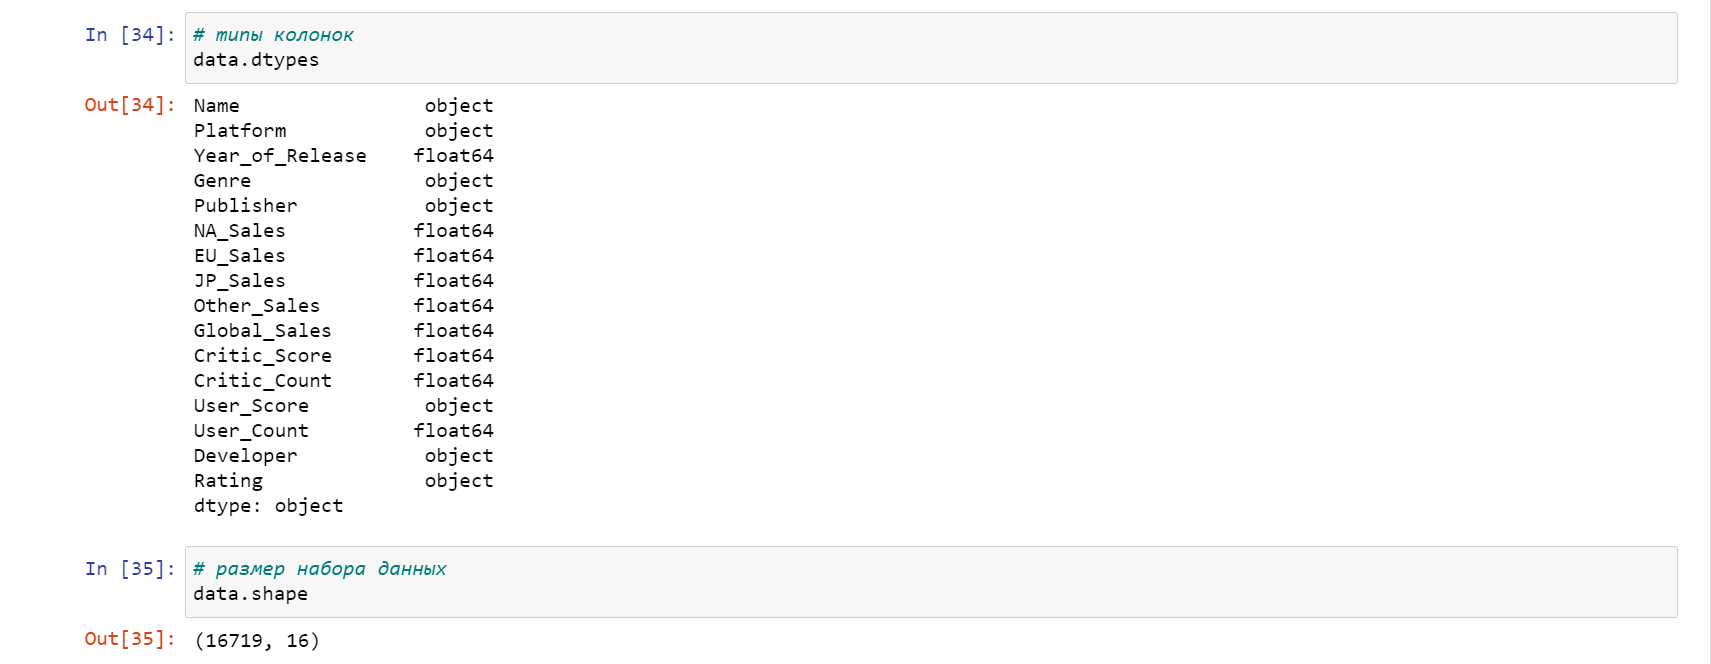 In [34]: # типы колонок
data.dtypes
Out[34]: Name object
Platform object
Year_of_Release float64
Genre object
Publisher object
NA_Sales float64
EU_Sales float64
JP_Sales float64
Other_Sales float64
Global_Sales float64
Critic_Score float64
Critic_Count float64
User_Score object
User_Count float64
Developer object
Rating object
dtype: object
In [35]: # размер набора данных
data.shape
Out[35]: (16719, 16)